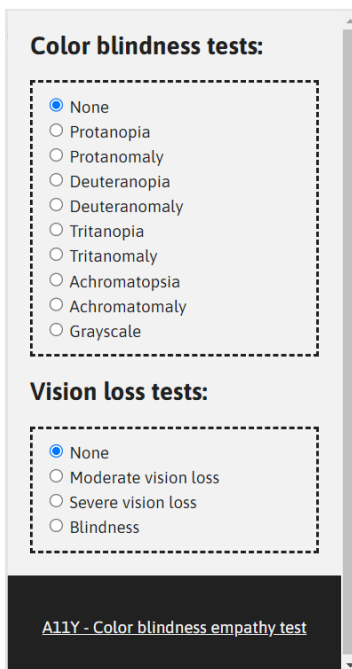 Color blindness tests:
None
Protanopia
Protanomaly
Deuteranopia
Deuteranomaly
Tritanopia
Tritanomaly
Achromatopsia
Achromatomaly
Grayscale
Vision loss tests:
None
Moderate vision loss
Severe vision loss
Blindness
A11Y - Color blindness empathy test